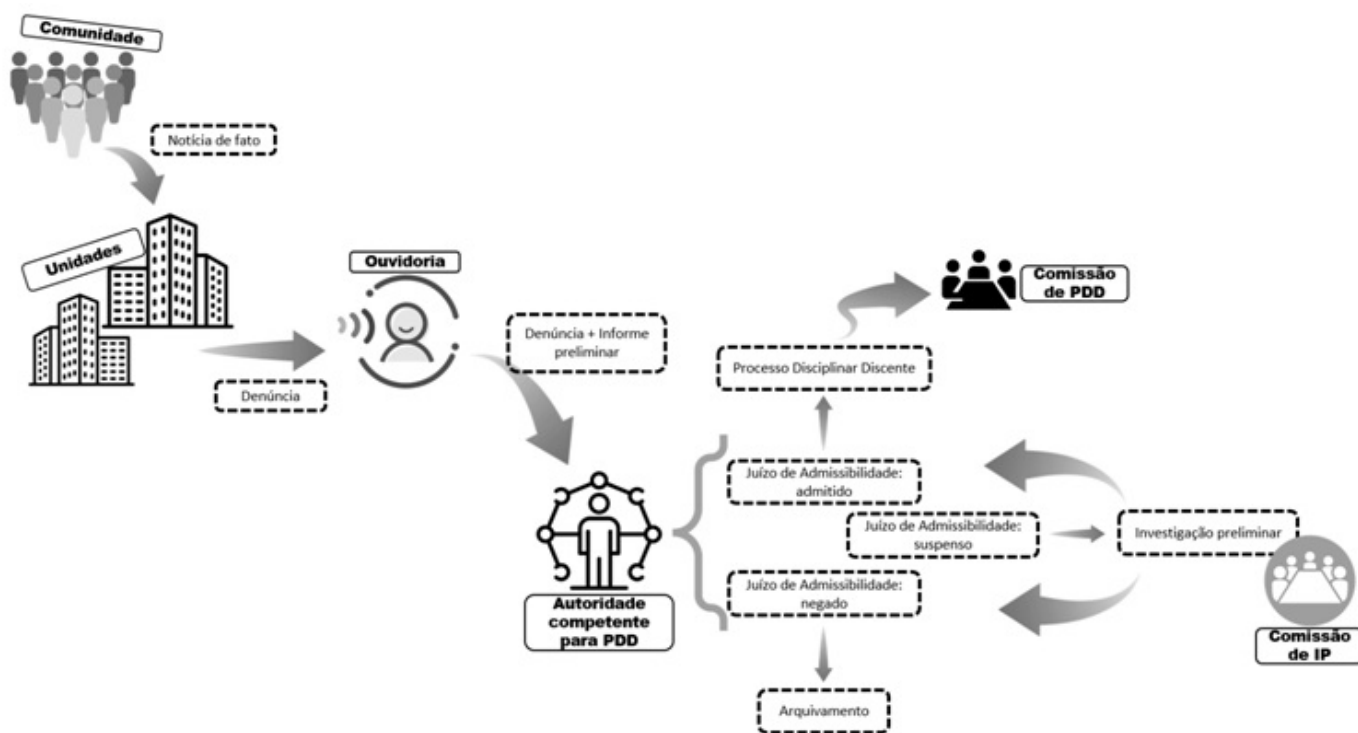 Comunidade
Notícia de fato
Unidades
Denúncia
Ouvidoria
Denúncia + Informe
preliminar
Autoridade
competente
para PDD
Comissão
de PDD
Processo Disciplinar Discente
Juízo de Admissibilidade:
admitido
Juízo de Admissibilidade:
suspenso
Investigação preliminar
Comissão
de IP
Juízo de Admissibilidade:
negado
Arquivamento